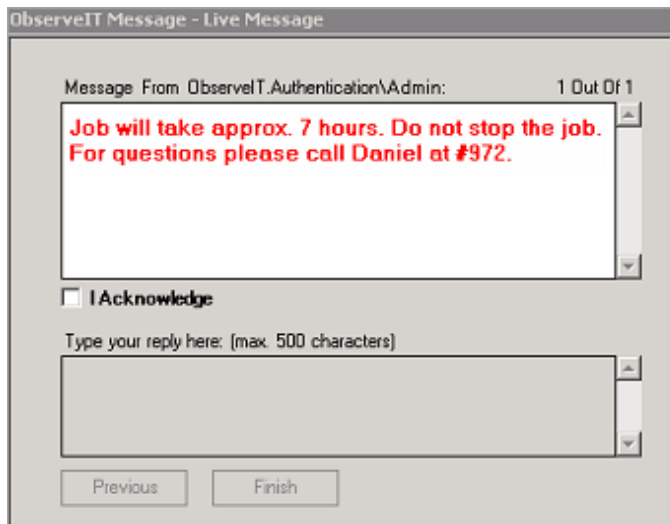 ObserveIT Message - Live Message
Message From ObserveIT.Authentication\Admin: 1 Out Of 1
Job will take approx. 7 hours. Do not stop the job.
For questions please call Daniel at #972.
I Acknowledge
Type your reply here: (max. 500 characters)
Previous Finish